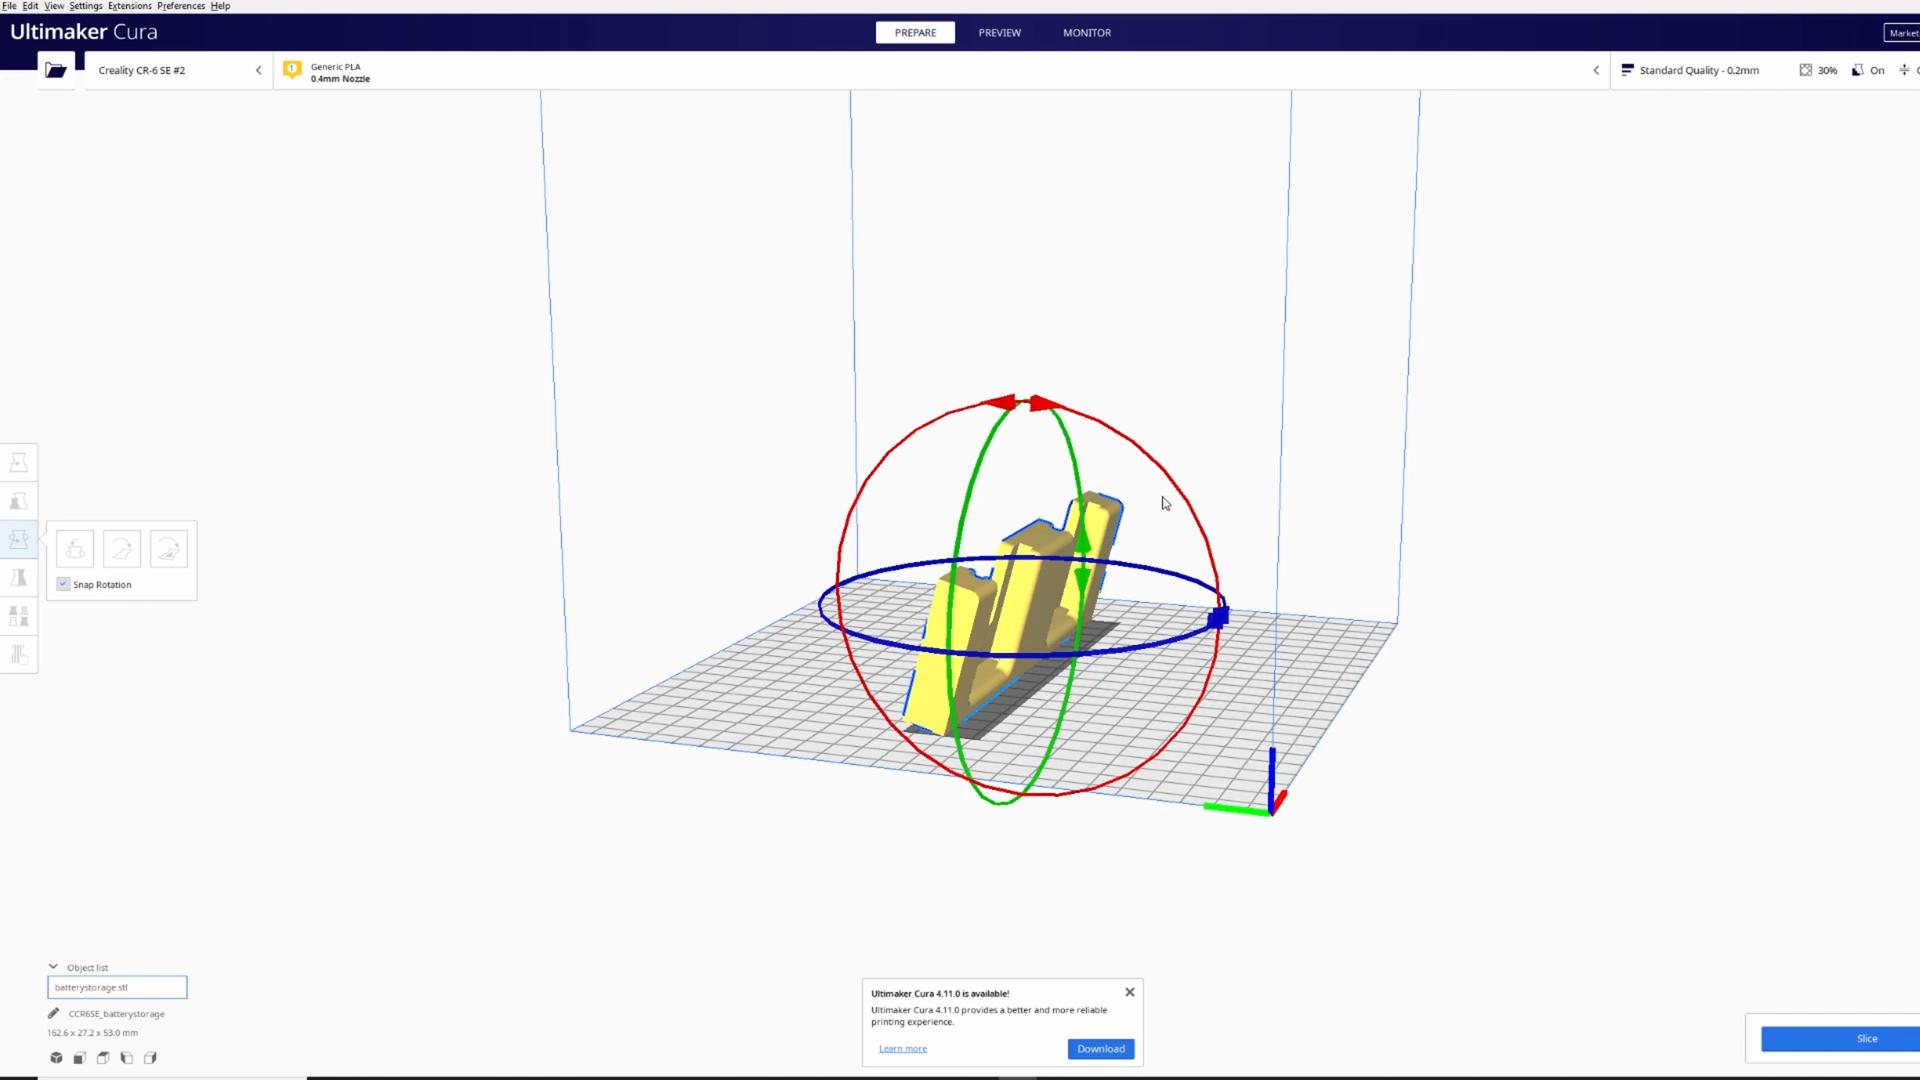 File Edit View Settings Extensions Preferences Help
Ultimaker Cura
PREPARE
PREVIEW
MONITOR
Market
Creality CR-6 SE #2
Generic PLA
0.4mm Nozzle
Standard Quality - 0.2mm
30%
On
Snap Rotation
Object list
batterystorage.stl
CCR6SE_batterystorage
162.6 x 27.2 x 53.0 mm
Ultimaker Cura 4.11.0 is available!
Ultimaker Cura 4.11.0 provides a better and more reliable
printing experience.
Learn more
Download
Slice